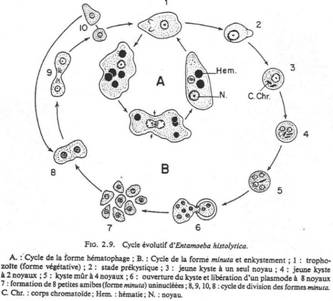 1
10
2
9
Hem.
3
A
C. Chr.
N.
4
B
8
5
7
6
FIG. 2.9. Cycle évolutif d'Entamoeba histolytica.
A. : Cycle de la forme hématophage ; B. : Cycle de la forme minuta et enkystement ; 1 : tropho-
zoïte (forme végétative) ; 2 : stade prékystique ; 3 : jeune kyste à un seul noyau ; 4 : jeune kyste
à 2 noyaux ; 5 : kyste mûr à 4 noyaux ; 6 : ouverture du kyste et libération d'un plasmode à 8 noyaux
7 : formation de 8 petites amibes (forme minuta) uninucléées ; 8, 9, 10, 8 : cycle de division des formes minuta.
C. Chr. : corps chromatoïde ; Hem. : hématie ; N. : noyau.